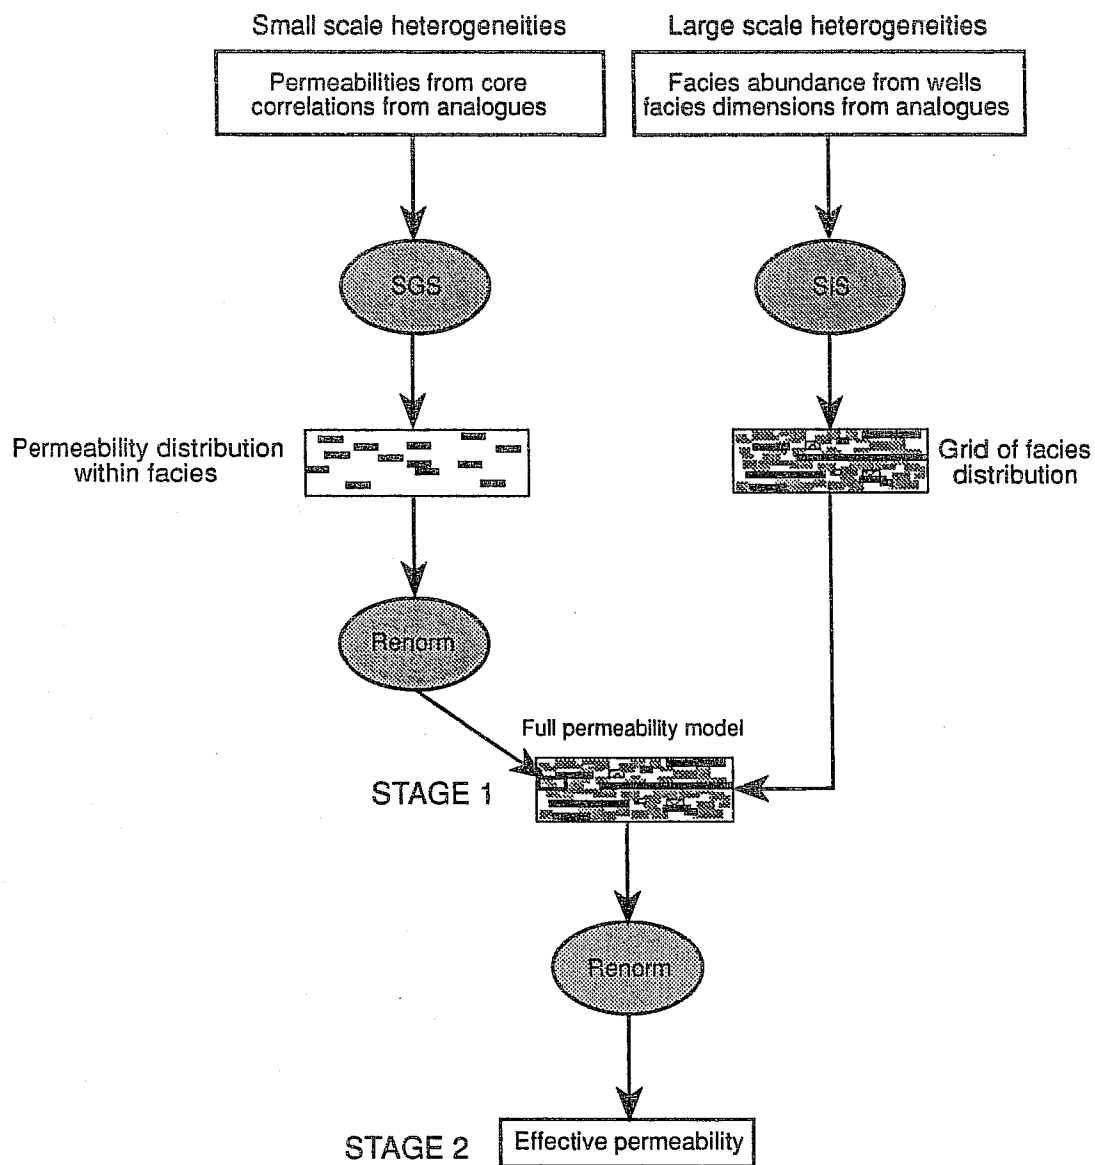 Small scale heterogeneities
Large scale heterogeneities
Permeabilities from core
correlations from analogues
Facies abundance from wells
facies dimensions from analogues
SGS
SIS
Permeability distribution
within facies
Grid of facies
distribution
Renorm
Full permeability model
STAGE 1
Renorm
STAGE 2
Effective permeability